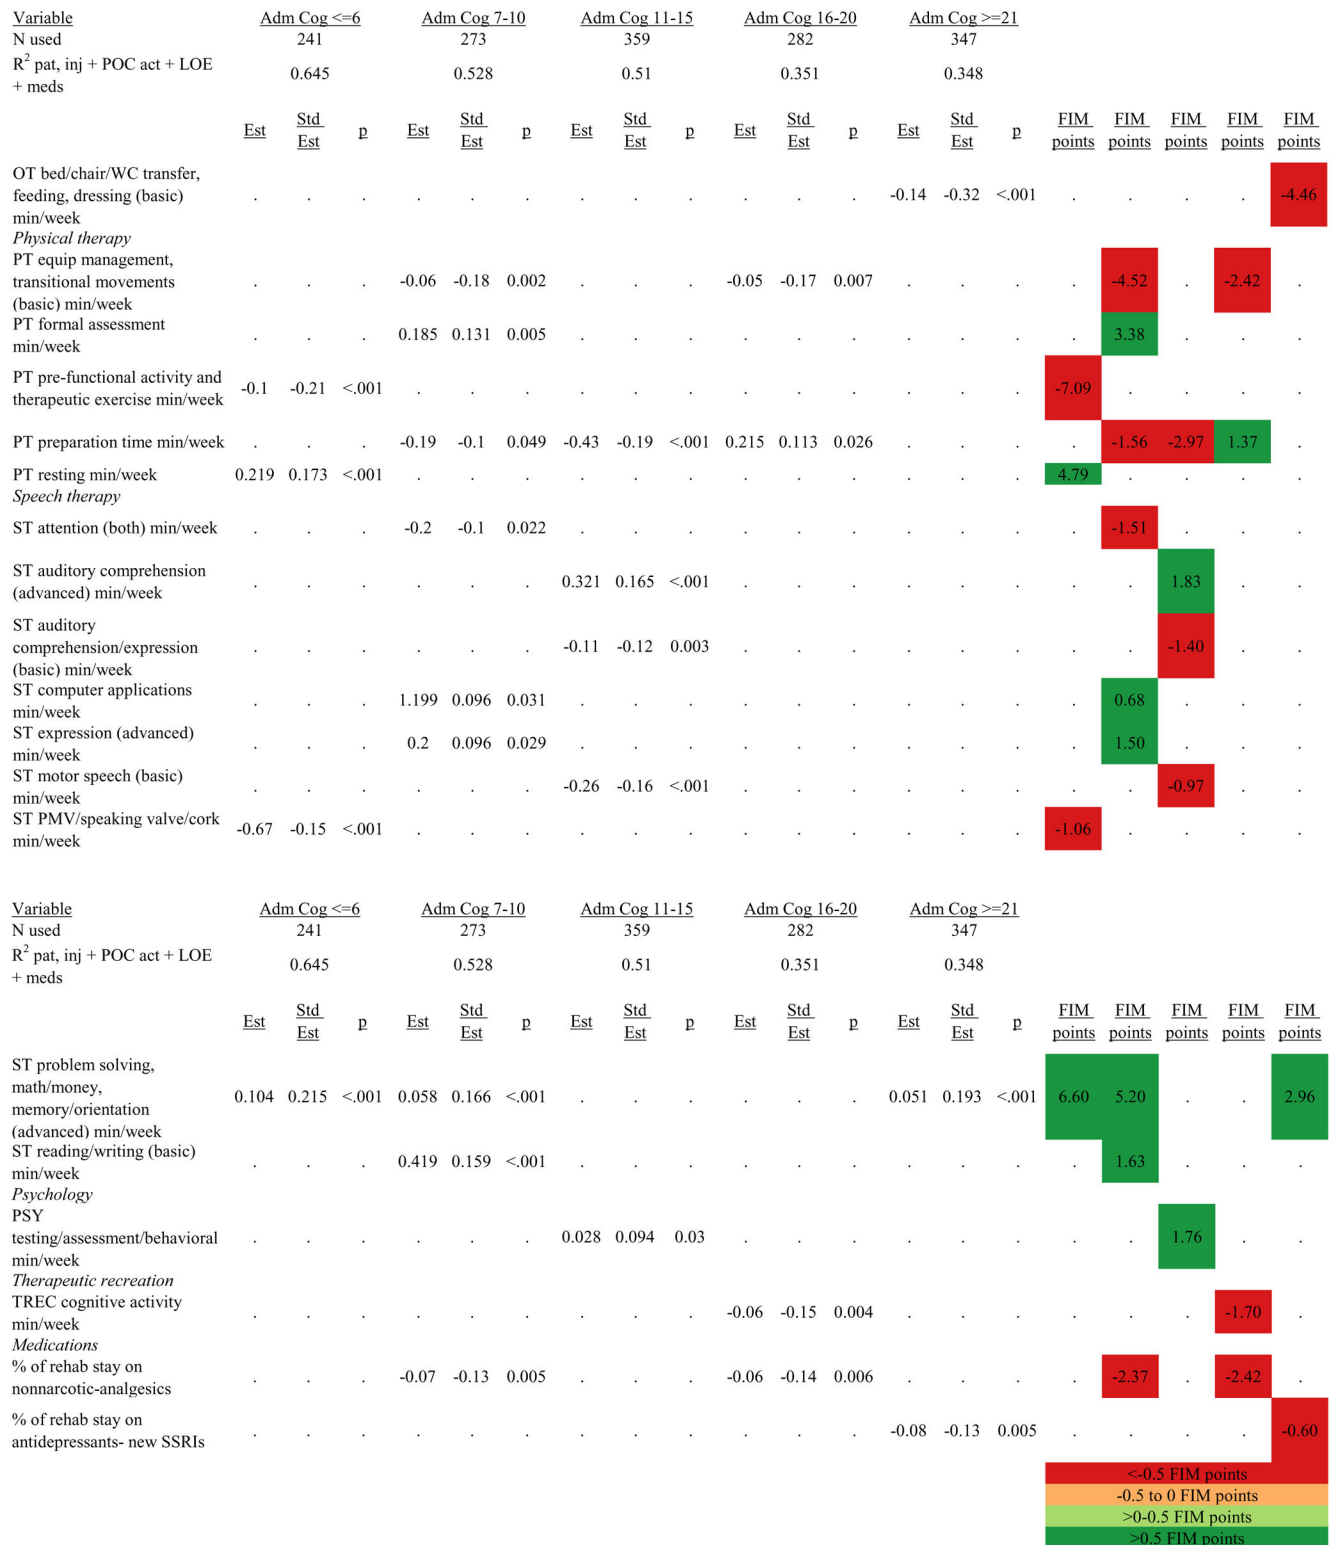 Variable Adm Cog <=6 Adm Cog 7-10 Adm Cog 11-15 Adm Cog 16-20 Adm Cog >=21
N used 241 273 359 282 347
R2 pat, inj + POC act + LOE
+ meds 0.645 0.528 0.51 0.351 0.348
Est Std Est p Est Std Est p Est Std Est p Est Std Est p Est Std Est p FIM points FIM points FIM points FIM points FIM points
OT bed/chair/WC transfer,
feeding, dressing (basic) . . . . . . . . . . . . -0.14 -0.32 <.001 . . . . -4.46
min/week
Physical therapy
PT equip management,
transitional movements . . . -0.06 -0.18 0.002 . . . -0.05 -0.17 0.007 . . . . -4.52 . -2.42 .
(basic) min/week
PT formal assessment
min/week . . . 0.185 0.131 0.005 . . . . . . . . . . 3.38 . . .
PT pre-functional activity and
therapeutic exercise min/week -0.1 -0.21 <.001 . . . . . . . . . . . . -7.09 . . . .
PT preparation time min/week . . . -0.19 -0.1 0.049 -0.43 -0.19 <.001 0.215 0.113 0.026 . . . . -1.56 -2.97 1.37 .
PT resting min/week 0.219 0.173 <.001 . . . . . . . . . . . . 4.79 . . . .
Speech therapy
ST attention (both) min/week . . . -0.2 -0.1 0.022 . . . . . . . . . . -1.51 . . .
ST auditory comprehension
(advanced) min/week . . . . . . 0.321 0.165 <.001 . . . . . . . . 1.83 . .
ST auditory
comprehension/expression . . . . . . -0.11 -0.12 0.003 . . . . . . . . -1.40 . .
(basic) min/week
ST computer applications
min/week . . . 1.199 0.096 0.031 . . . . . . . . . . 0.68 . . .
ST expression (advanced)
min/week . . . 0.2 0.096 0.029 . . . . . . . . . . 1.50 . . .
ST motor speech (basic)
min/week . . . . . . -0.26 -0.16 <.001 . . . . . . . . -0.97 . .
ST PMV/speaking valve/cork
min/week -0.67 -0.15 <.001 . . . . . . . . . . . . -1.06 . . . .
Variable Adm Cog <=6 Adm Cog 7-10 Adm Cog 11-15 Adm Cog 16-20 Adm Cog >=21
N used 241 273 359 282 347
R2 pat, inj + POC act + LOE
+ meds 0.645 0.528 0.51 0.351 0.348
Est Std Est p Est Std Est p Est Std Est p Est Std Est p Est Std Est p FIM points FIM points FIM points FIM points FIM points
ST problem solving,
math/money,
memory/orientation 0.104 0.215 <.001 0.058 0.166 <.001 . . . . . . 0.051 0.193 <.001 6.60 5.20 . . 2.96
(advanced) min/week
ST reading/writing (basic)
min/week . . . 0.419 0.159 <.001 . . . . . . . . . . 1.63 . . .
Psychology
PSY
testing/assessment/behavioral . . . . . . 0.028 0.094 0.03 . . . . . . . . 1.76 . .
min/week
Therapeutic recreation
TREC cognitive activity
min/week . . . . . . . . . -0.06 -0.15 0.004 . . . . . . -1.70 .
Medications
% of rehab stay on
nonnarcotic-analgesics . . . -0.07 -0.13 0.005 . . . -0.06 -0.14 0.006 . . . . -2.37 . -2.42 .
% of rehab stay on
antidepressants- new SSRIs . . . . . . . . . . . . -0.08 -0.13 0.005 . . . . -0.60
<-0.5 FIM points
-0.5 to 0 FIM points
>0-0.5 FIM points
>0.5 FIM points